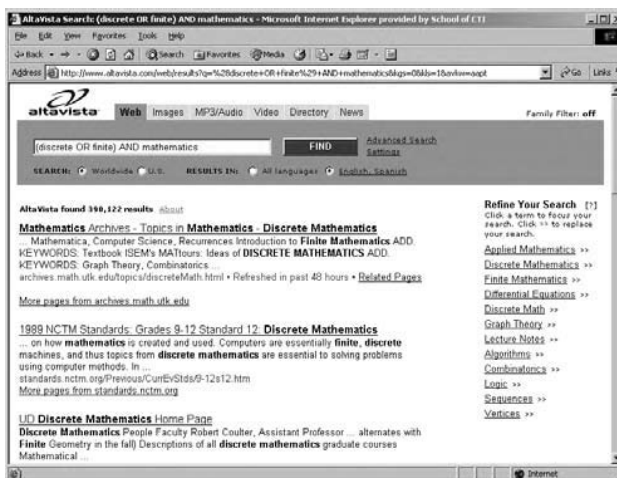 AltaVista Search: (discrete OR finite) AND mathematics - Microsoft Internet Explorer provided by School of CTI
File Edit View Favorites Tools Help
Back Search Favorites Media
Address http://www.altavista.com/web/results?q=%28discrete+OR+finite%29+AND+mathematics&kgs=0&kls=1&avkw=aapt Go Links
altavista Web Images MP3/Audio Video Directory News Family Filter: off
(discrete OR finite) AND mathematics FIND Advanced Search
Settings
SEARCH: Worldwide U.S. RESULTS IN: All languages English, Spanish
AltaVista found 390,122 results About
Mathematics Archives - Topics in Mathematics - Discrete Mathematics
... Mathematica, Computer Science, Recurrences Introduction to Finite Mathematics ADD.
KEYWORDS: Textbook ISEM's MATtours: Ideas of DISCRETE MATHEMATICS ADD.
KEYWORDS: Graph Theory, Combinatorics ...
archives.math.utk.edu/topics/discreteMath.html • Refreshed in past 48 hours • Related Pages
More pages from archives.math.utk.edu
1989 NCTM Standards: Grades 9-12 Standard 12: Discrete Mathematics
... on how mathematics is created and used. Computers are essentially finite, discrete
machines, and thus topics from discrete mathematics are essential to solving problems
using computer methods. In ...
standards.nctm.org/Previous/CurrEvStds/9-12s12.htm
More pages from standards.nctm.org
UD Discrete Mathematics Home Page
Discrete Mathematics People Faculty Robert Coulter, Assistant Professor ... alternates with
Finite Geometry in the fall) Descriptions of all discrete mathematics graduate courses
Mathematical ...
Refine Your Search [?]
Click a term to focus your
search. Click >> to replace
your search.
Applied Mathematics >>
Discrete Mathematics >>
Finite Mathematics >>
Differential Equations >>
Discrete Math >>
Graph Theory >>
Lecture Notes >>
Algorithms >>
Combinatorics >>
Logic >>
Sequences >>
Vertices >>
Internet